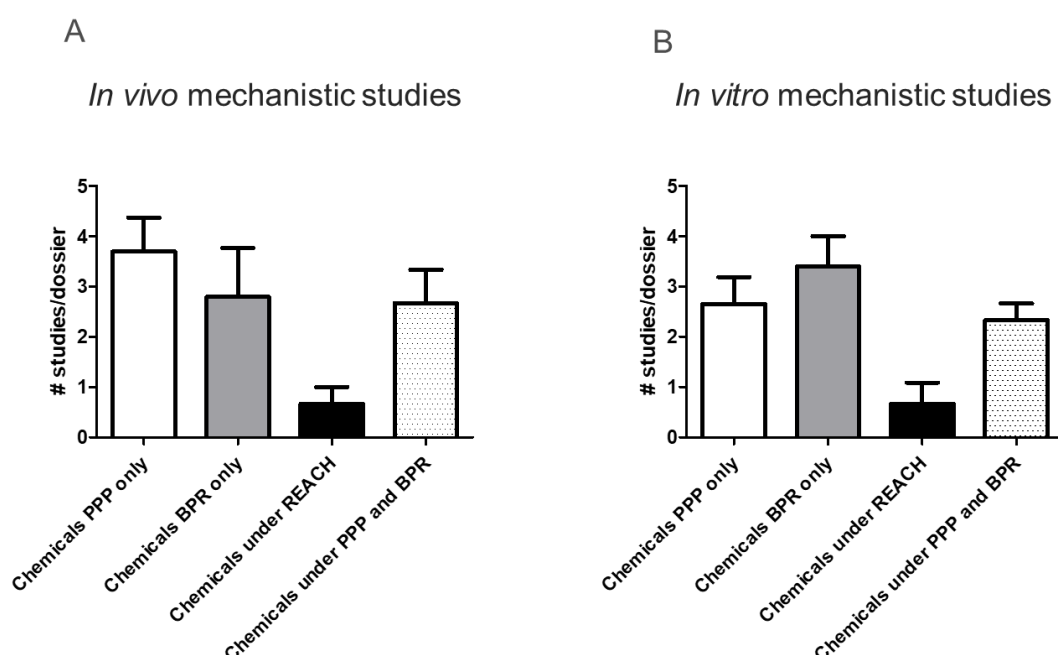 A
In vivo mechanistic studies
# studies/dossier
5
4
3
2
1
0
Chemicals PPP only
Chemicals BPR only
Chemicals under REACH
Chemicals under PPP and BPR
B
In vitro mechanistic studies
# studies/dossier
5
4
3
2
1
0
Chemicals PPP only
Chemicals BPR only
Chemicals under REACH
Chemicals under PPP and BPR